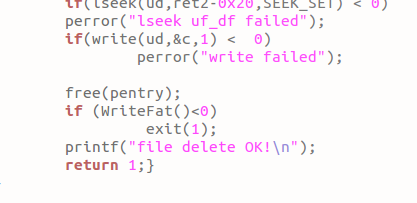 if(lseek(ud,ret2-0x20,SEEK_SET) < 0)
perror("lseek uf_df failed");
if(write(ud,&c,1) <  0)
perror("write failed");
free(pentry);
if (WriteFat()<0)
exit(1);
printf("file delete OK!\n");
return 1;}